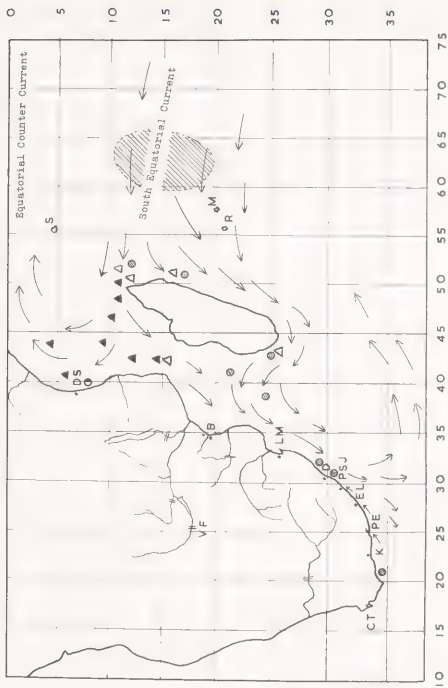 0
5
10
15
20
25
30
35
Equatorial Counter Current
S
South Equatorial Current
M
R
DS
B
VF
LM
D
PSJ
EL
PE
K
CT
10 15 20 25 30 35 40 45 50 55 60 65 70 75